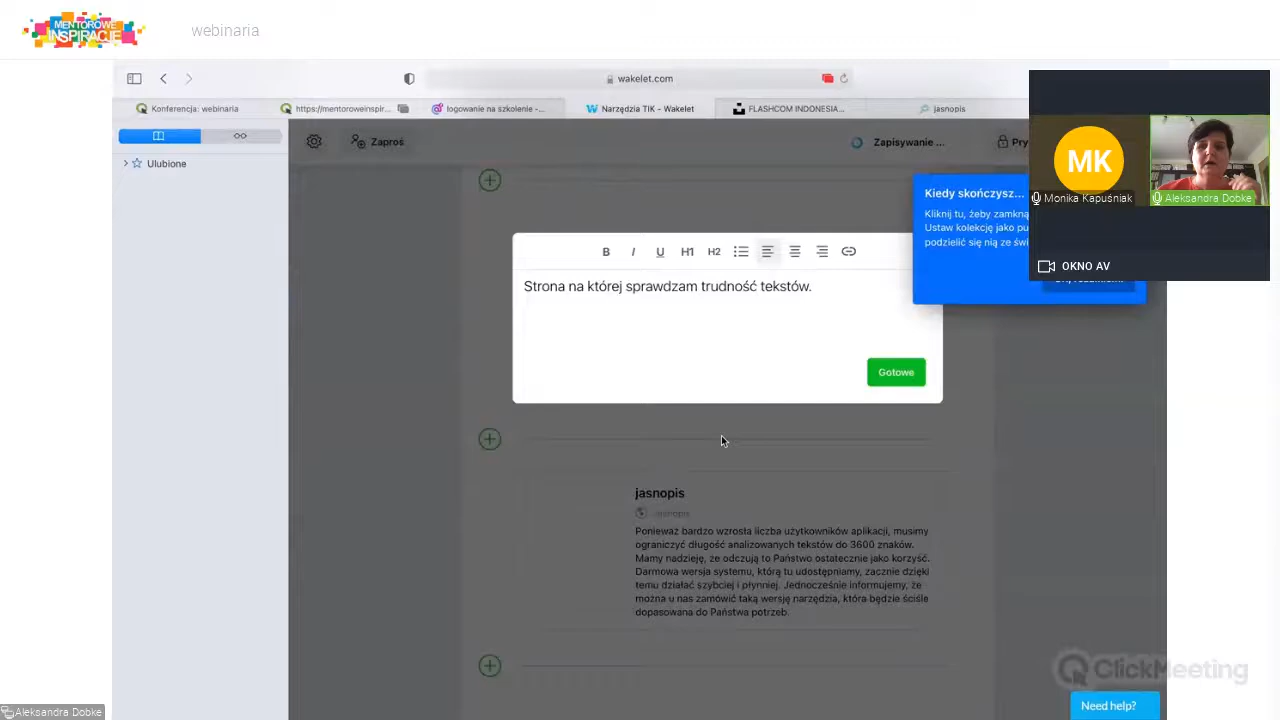 MENTOROWE
INSPIRACJE
webinaria
wakelet.com
Konferencja: webinaria
https://mentoroweinspir...
logowanie na szkolenie -...
Narzędzia TIK - Wakelet
FLASHCOM INDONESIA...
jasnopis
Ulubione
Zaproś
Zapisywanie ...
Pry
Kiedy skończysz...
Kliknij tu, żeby zamkną
Ustaw kolekcję jako pu
podzielić się nią ze świ
MK
Monika Kapuśniak
Aleksandra Dobke
OKNO AV
B I U H1 H2
Strona na której sprawdzam trudność tekstów.
Gotowe
jasnopis
Jasnopis
Ponieważ bardzo wzrosła liczba użytkowników aplikacji, musimy
ograniczyć długość analizowanych tekstów do 3600 znaków.
Mamy nadzieję, że odczują to Państwo ostatecznie jako korzyść.
Darmowa wersja systemu, którą tu udostępniamy, zacznie dzięki
temu działać szybciej i płynniej. Jednocześnie informujemy, że
można u nas zamówić taką wersję narzędzia, która będzie ściśle
dopasowana do Państwa potrzeb.
ClickMeeting
Need help?
Aleksandra Dobke